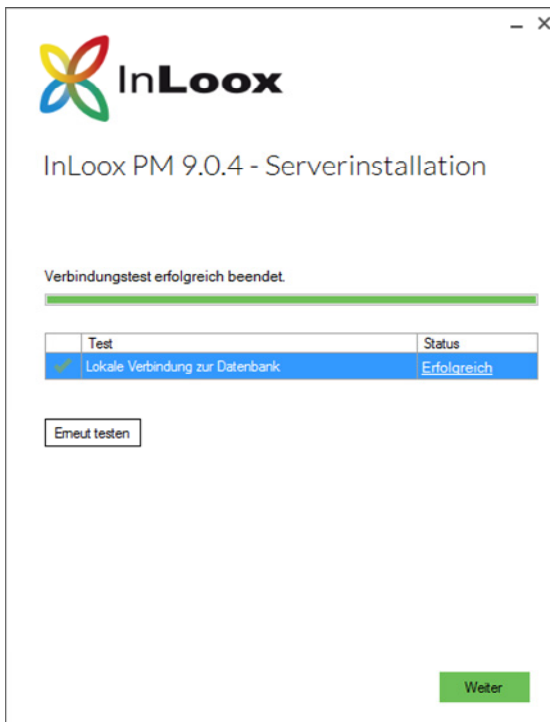 InLoox
InLoox PM 9.0.4 - Serverinstallation
Verbindungstest erfolgreich beendet.
Test Status
Lokale Verbindung zur Datenbank Erfolgreich
Erneut testen
Weiter